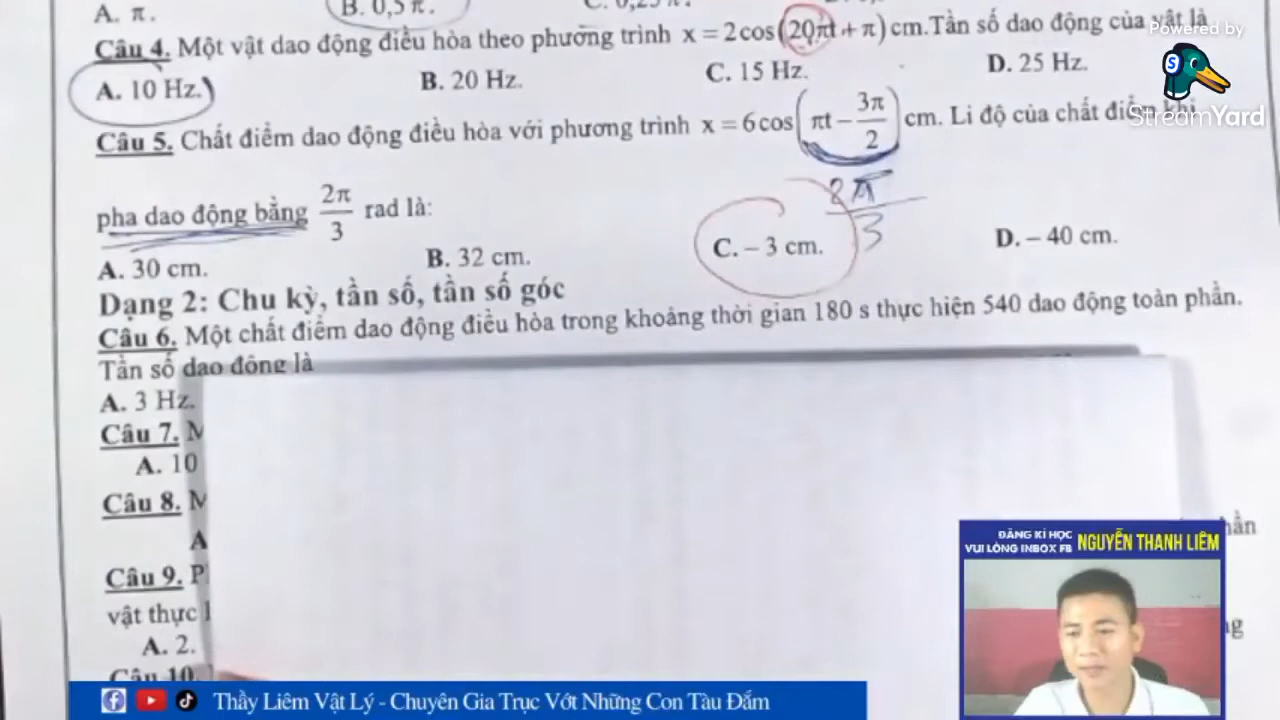 A. π.
B. 0,5 π.
C. 0,25 π.
Câu 4. Một vật dao động điều hòa theo phương trình x = 2cos(20πt + π) cm.Tần số dao động của vật là
A. 10 Hz.
B. 20 Hz.
C. 15 Hz.
D. 25 Hz.
Câu 5. Chất điểm dao động điều hòa với phương trình x = 6cos(πt − 3π/2) cm. Li độ của chất điểm khi
2π/3
pha dao động bằng 2π/3 rad là:
A. 30 cm.
B. 32 cm.
C. – 3 cm.
D. – 40 cm.
Dạng 2: Chu kỳ, tần số, tần số góc
Câu 6. Một chất điểm dao động điều hòa trong khoảng thời gian 180 s thực hiện 540 dao động toàn phần.
Tần số dao động là
A. 3 Hz.
Câu 7. M
A. 10
Câu 8. M
A
Câu 9. P
vật thực
A. 2.
Câu 10.
Powered by
StreamYard
ĐĂNG KÍ HỌC
VUI LÒNG INBOX FB
NGUYỄN THANH LIÊM
Thầy Liêm Vật Lý - Chuyên Gia Trục Vớt Những Con Tàu Đắm